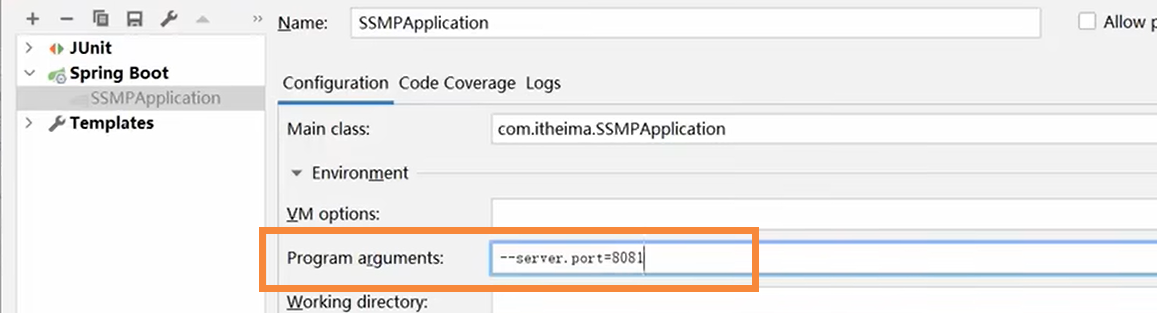 Name: SSMPApplication
Allow p
JUnit
Spring Boot
SSMPApplication
Templates
Configuration Code Coverage Logs
Main class: com.itheima.SSMPApplication
Environment
VM options:
Program arguments: --server.port=8081
Working directory: